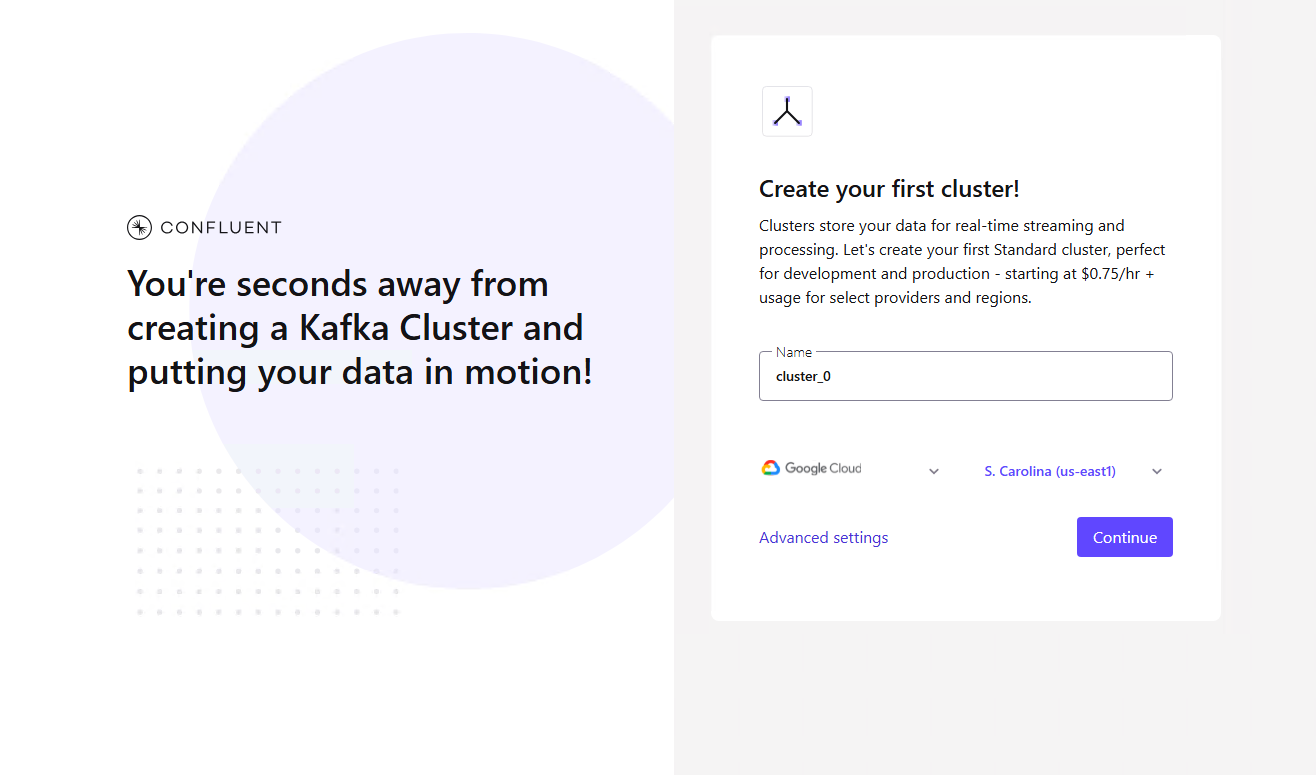 CONFLUENT
You're seconds away from
creating a Kafka Cluster and
putting your data in motion!
Create your first cluster!
Clusters store your data for real-time streaming and
processing. Let's create your first Standard cluster, perfect
for development and production - starting at $0.75/hr +
usage for select providers and regions.
Name
cluster_0
Google Cloud
S. Carolina (us-east1)
Advanced settings
Continue